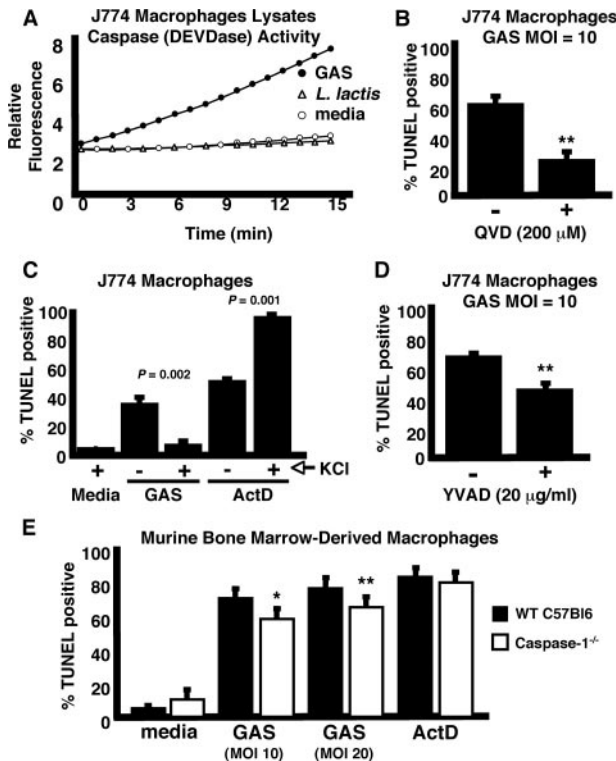 A
J774 Macrophages Lysates
Caspase (DEVDase) Activity
Relative
Fluorescence
8
6
4
2
0
GAS
L. lactis
media
0 3 6 9 12 15
Time (min)
B
J774 Macrophages
GAS MOI = 10
% TUNEL positive
100
80
60
40
20
0
- +
QVD (200 µM)
C
J774 Macrophages
% TUNEL positive
100
80
60
40
20
0
P = 0.002
P = 0.001
+ - + - +
KCl
Media GAS ActD
D
J774 Macrophages
GAS MOI = 10
% TUNEL positive
100
80
60
40
20
0
**
- +
YVAD (20 µg/ml)
**
E
Murine Bone Marrow-Derived Macrophages
% TUNEL positive
100
80
60
40
20
0
* **
WT C57Bl6
Caspase-1-/-
media GAS GAS ActD
(MOI 10) (MOI 20)